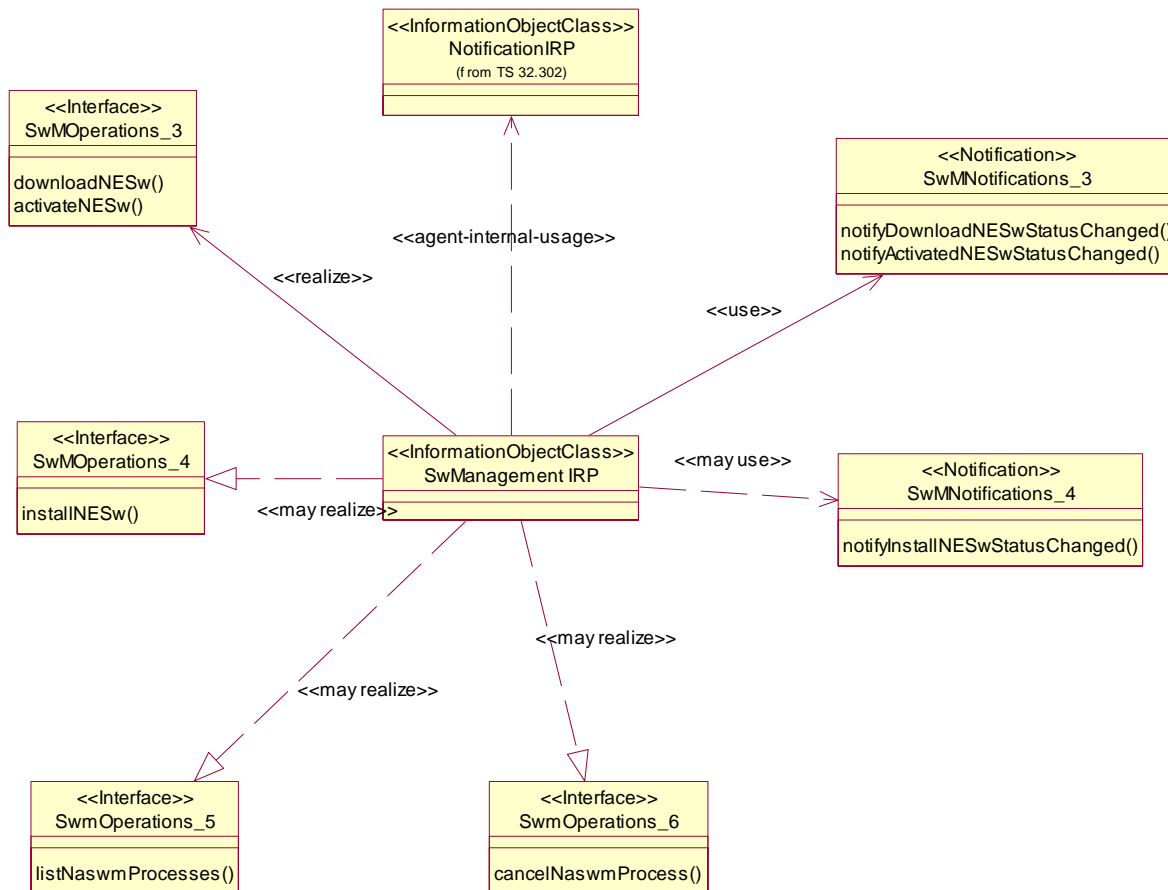 <<InformationObjectClass>>
NotificationIRP
(f rom TS 32.302)
<<Interface>>
SwMOperations_3
downloadNESw()
activateNESw()
<<Notification>>
SwMNotifications_3
notifyDownloadNESwStatusChanged()
notifyActivatedNESwStatusChanged()
<<agent-internal-usage>>
<<realize>>
<<use>>
<<Interface>>
SwMOperations_4
installNESw()
<<may realize>>
<<InformationObjectClass>>
SwManagement IRP
<<may use>>
<<Notification>>
SwMNotifications_4
notifyInstallNESwStatusChanged()
<<may realize>>
<<may realize>>
<<Interface>>
SwmOperations_5
listNaswmProcesses()
<<Interface>>
SwmOperations_6
cancelNaswmProcess()